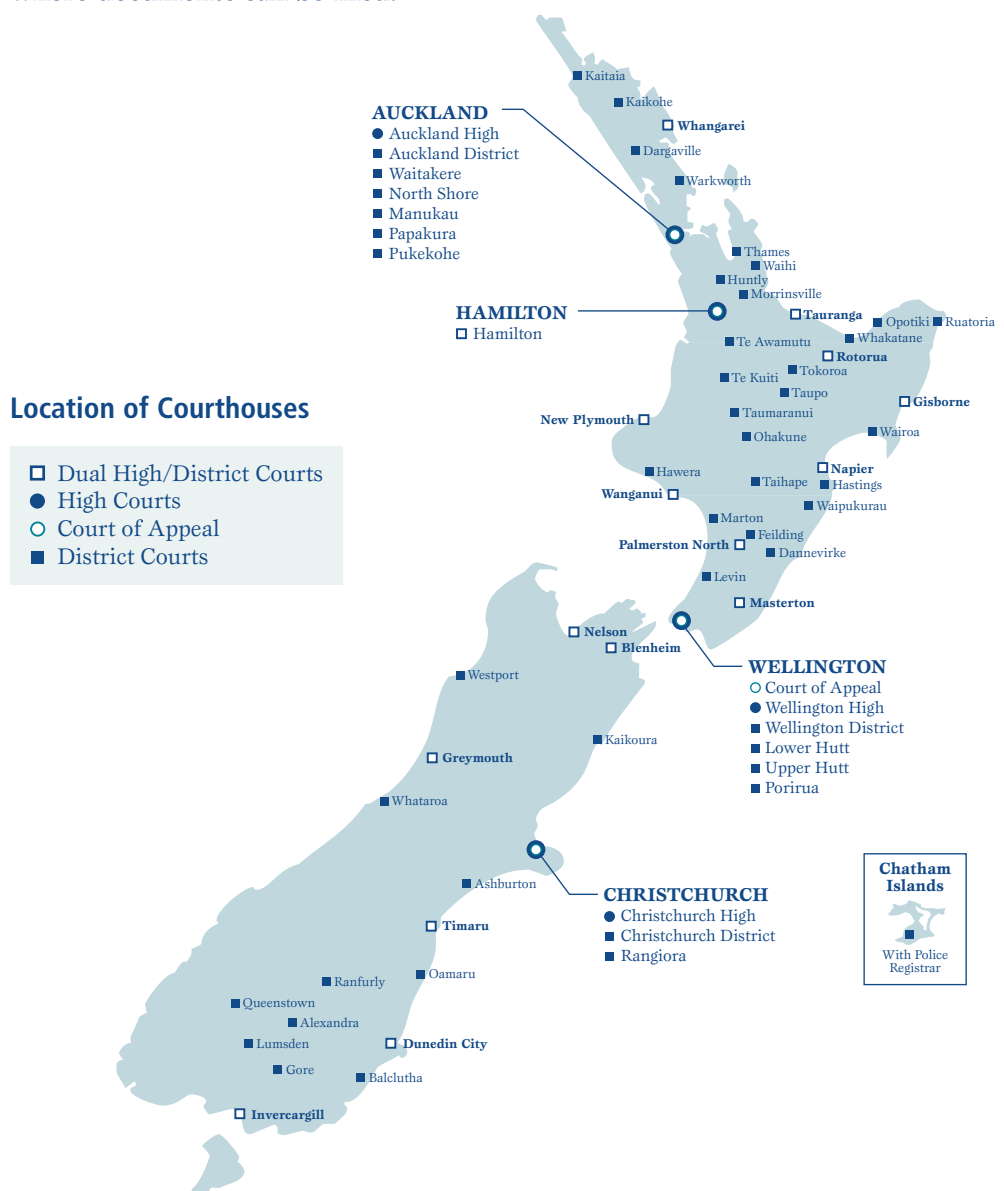 Kaitaia
Kaikohe
AUCKLAND
Auckland High
Auckland District
Waitakere
North Shore
Manukau
Papakura
Pukekohe
Whangarei
Dargaville
Warkworth
Thames
Waihi
Huntly
Morrinsville
HAMILTON
Hamilton
Tauranga
Opotiki
Ruatoria
Whakatane
Te Awamutu
Rotorua
Tokoroa
Te Kuiti
Taupo
Gisborne
Taumaranui
New Plymouth
Ohakune
Wairoa
Location of Courthouses
Dual High/District Courts
High Courts
Court of Appeal
District Courts
Hawera
Napier
Taihape
Hastings
Wanganui
Waipukurau
Marton
Feilding
Palmerston North
Dannevirke
Levin
Masterton
Nelson
Blenheim
WELLINGTON
Court of Appeal
Wellington High
Wellington District
Lower Hutt
Upper Hutt
Porirua
Westport
Kaikoura
Greymouth
Whataroa
Ashburton
CHRISTCHURCH
Christchurch High
Christchurch District
Rangiora
Chatham
Islands
With Police
Registrar
Timaru
Oamaru
Ranfurly
Queenstown
Alexandra
Lumsden
Dunedin City
Gore
Balclutha
Invercargill